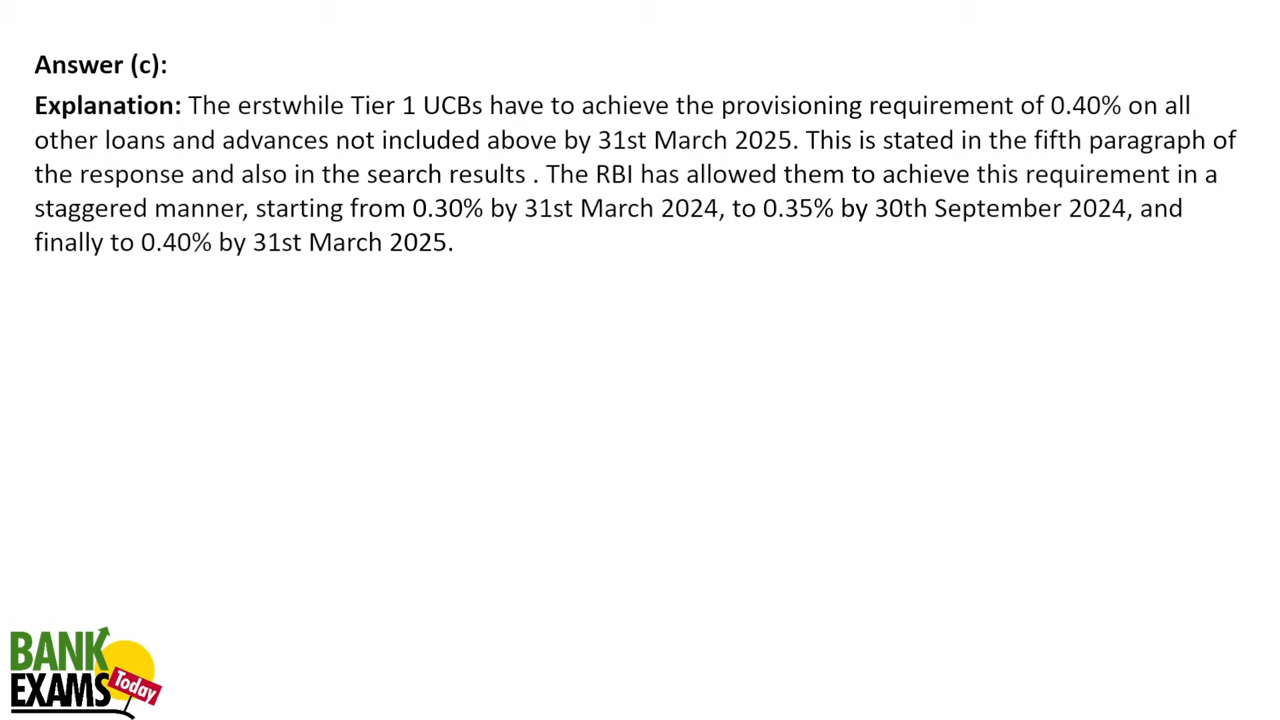 Answer (c):
Explanation: The erstwhile Tier 1 UCBs have to achieve the provisioning requirement of 0.40% on all
other loans and advances not included above by 31st March 2025. This is stated in the fifth paragraph of
the response and also in the search results . The RBI has allowed them to achieve this requirement in a
staggered manner, starting from 0.30% by 31st March 2024, to 0.35% by 30th September 2024, and
finally to 0.40% by 31st March 2025.
BANK
EXAMS Today